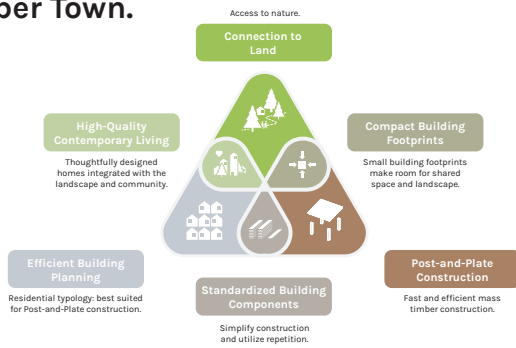 per Town.
Access to nature.
Connection to
Land
High-Quality
Contemporary Living
Thoughtfully designed
homes integrated with the
landscape and community.
Compact Building
Footprints
Small building footprints
make room for shared
space and landscape.
Efficient Building
Planning
Residential typology: best suited
for Post-and-Plate construction.
Standardized Building
Components
Simplify construction
and utilize repetition.
Post-and-Plate
Construction
Fast and efficient mass
timber construction.